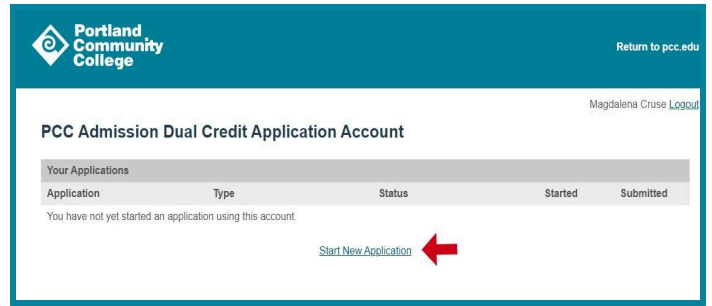 Portland
Community
College
Return to pcc.edu
Magdalena Cruse Logout
PCC Admission Dual Credit Application Account
Your Applications
Application Type Status Started Submitted
You have not yet started an application using this account.
Start New Application